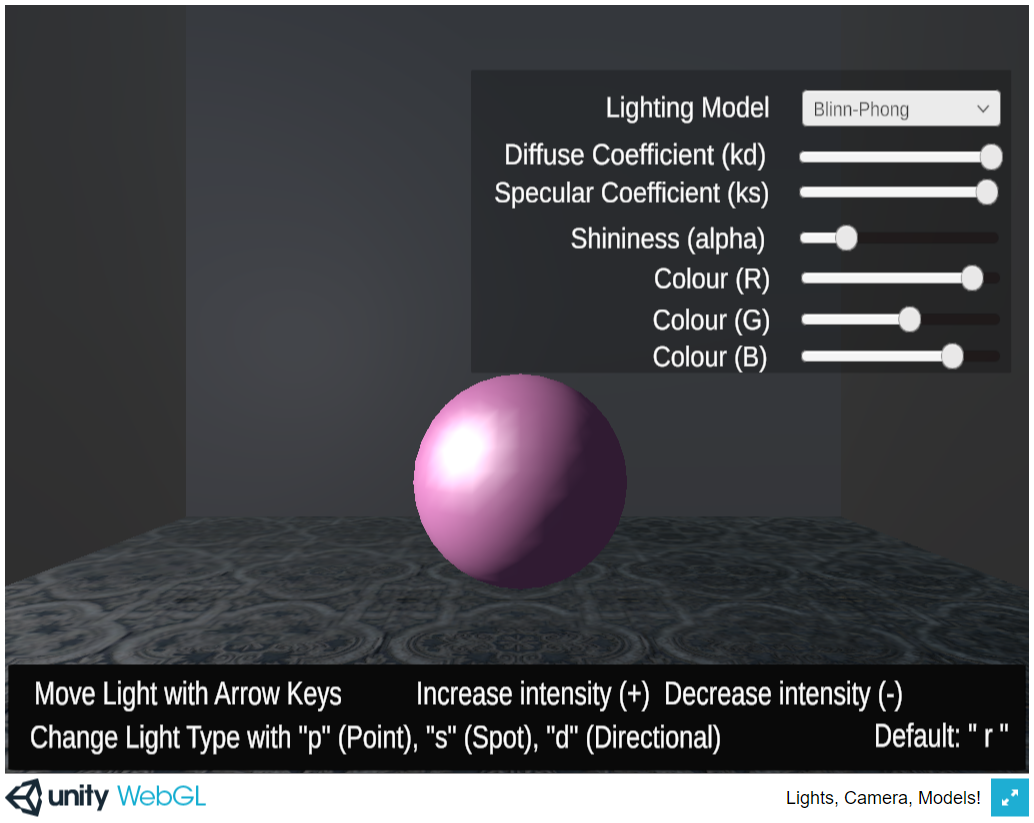 Lighting Model Blinn-Phong
Diffuse Coefficient (kd)
Specular Coefficient (ks)
Shininess (alpha)
Colour (R)
Colour (G)
Colour (B)
Move Light with Arrow Keys Increase intensity (+) Decrease intensity (-)
Change Light Type with "p" (Point), "s" (Spot), "d" (Directional) Default: " r "
unity WebGL Lights, Camera, Models!